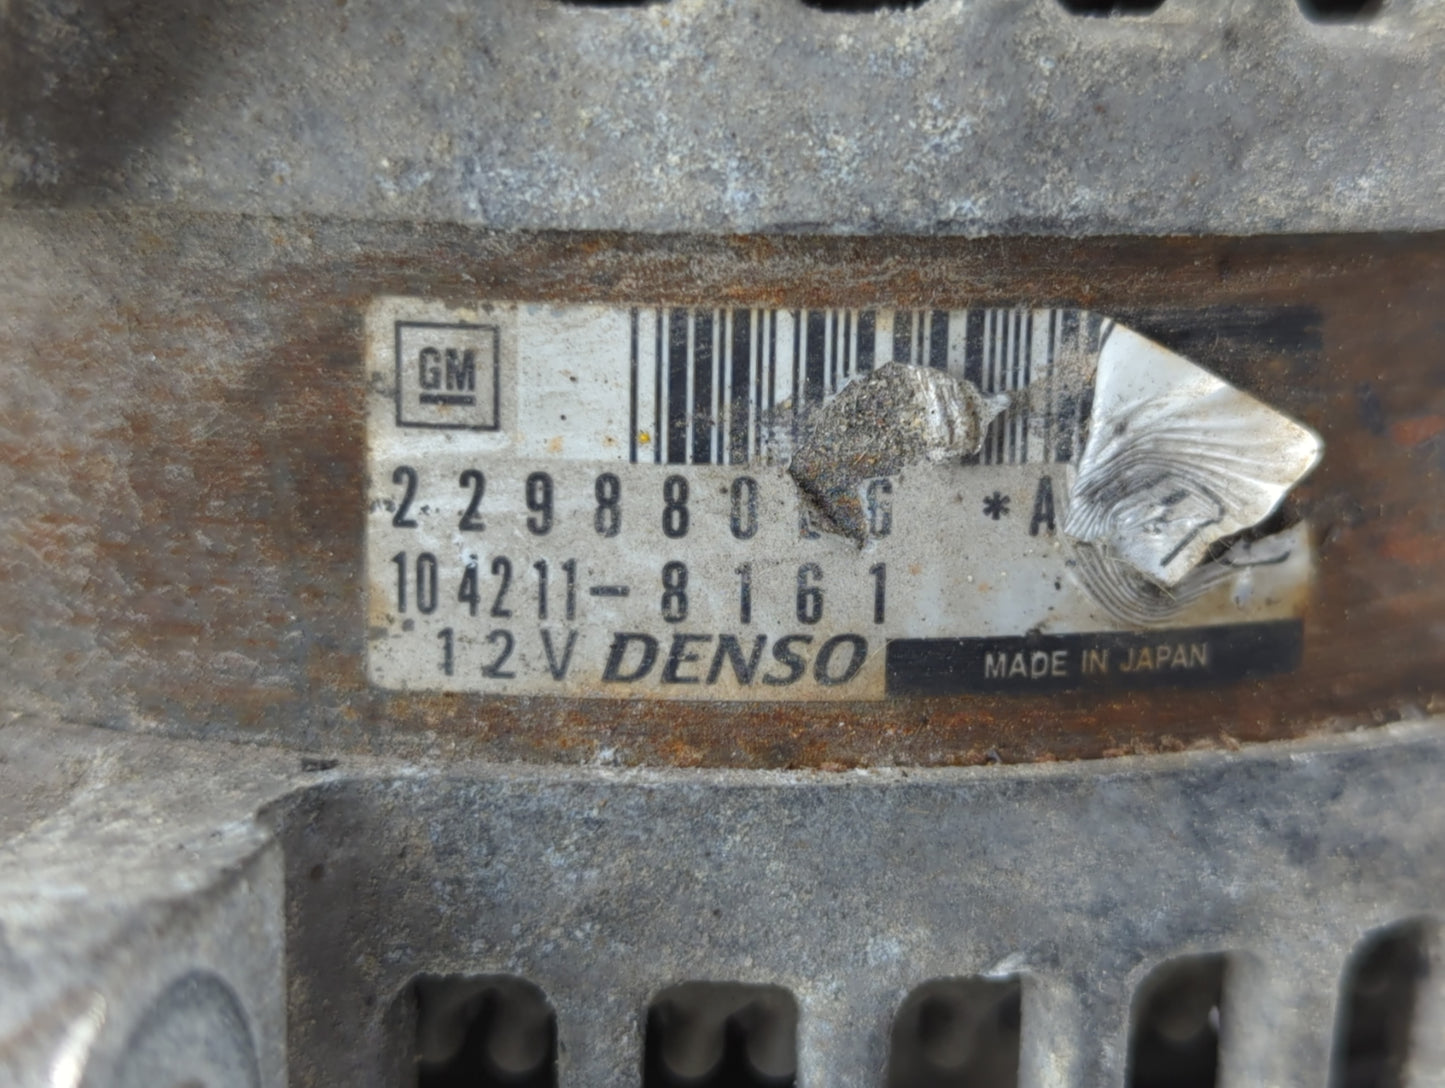 GM
*A
104211-8161
12V DENSO
MADE IN JAPAN